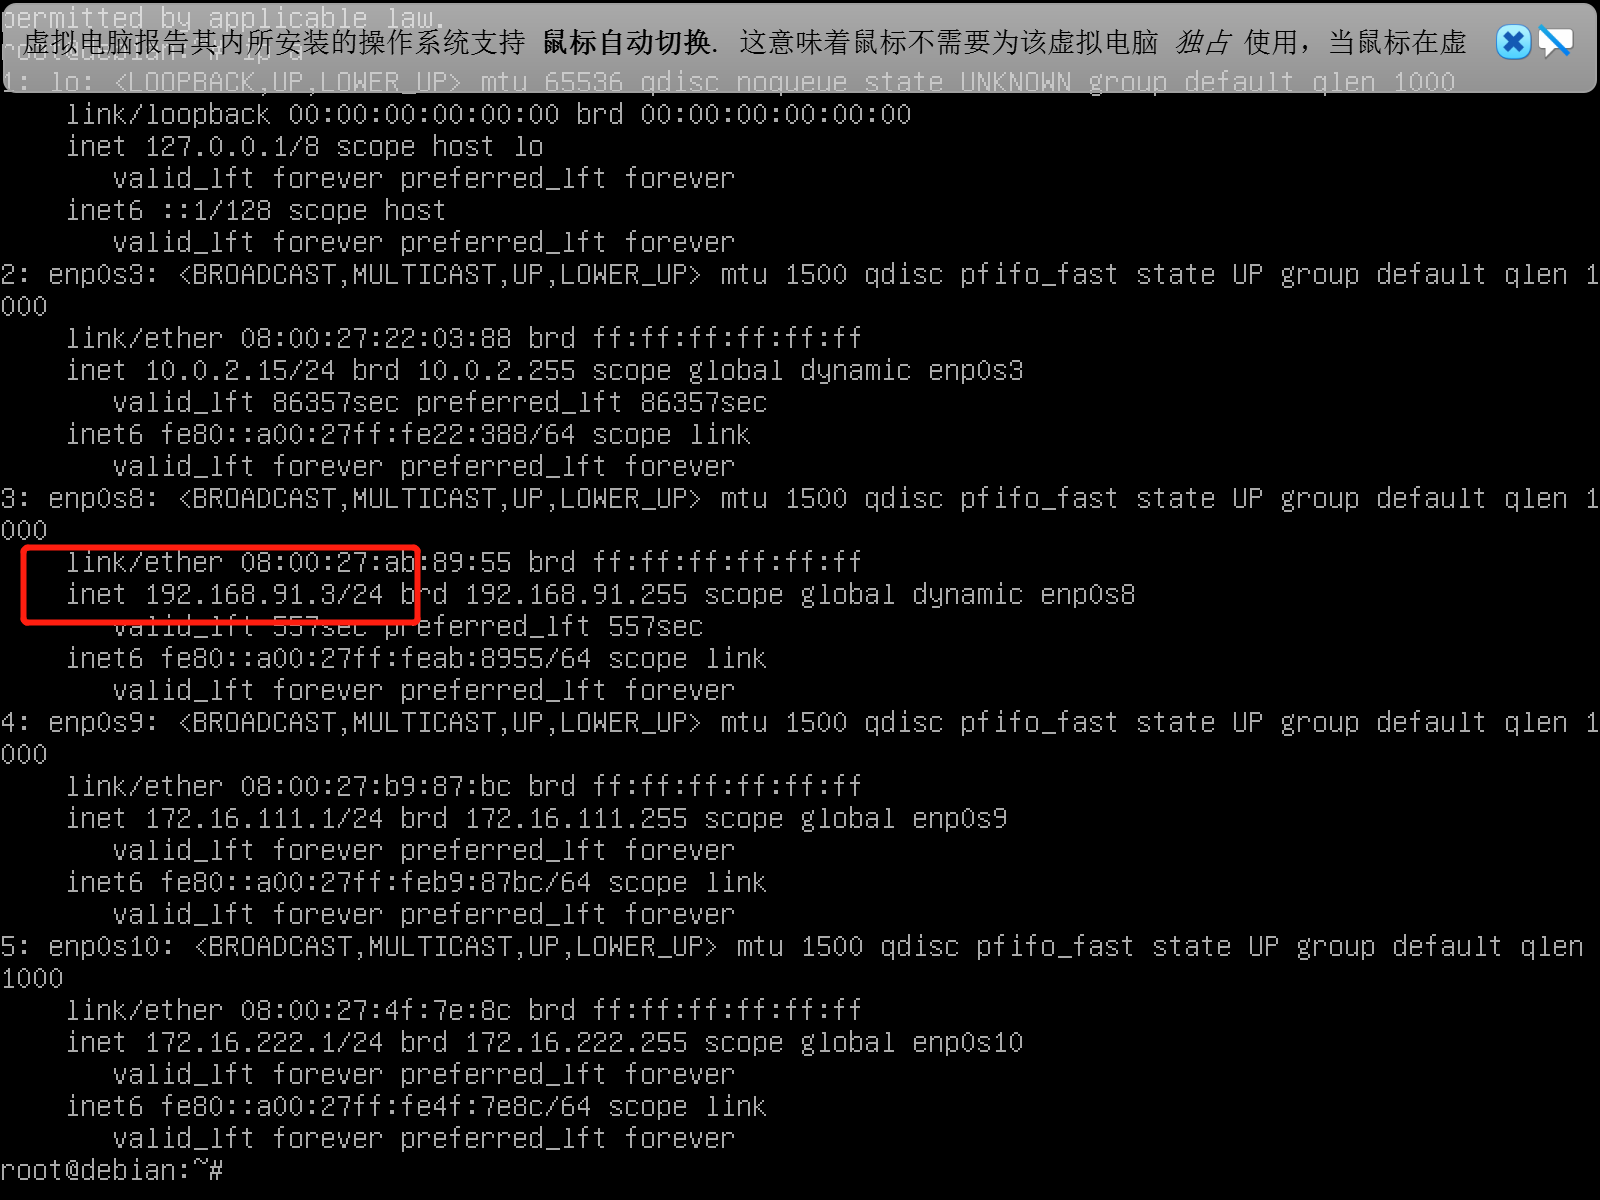 permitted by applicable law.
虚拟电脑报告其内所安装的操作系统支持 鼠标自动切换. 这意味着鼠标不需要为该虚拟电脑 独占 使用，当鼠标在虚
root@debian:~# ip a
1: lo: <LOOPBACK,UP,LOWER_UP> mtu 65536 qdisc noqueue state UNKNOWN group default qlen 1000
link/loopback 00:00:00:00:00:00 brd 00:00:00:00:00:00
inet 127.0.0.1/8 scope host lo
valid_lft forever preferred_lft forever
inet6 ::1/128 scope host
valid_lft forever preferred_lft forever
2: enp0s3: <BROADCAST,MULTICAST,UP,LOWER_UP> mtu 1500 qdisc pfifo_fast state UP group default qlen 1
000
link/ether 08:00:27:22:03:88 brd ff:ff:ff:ff:ff:ff
inet 10.0.2.15/24 brd 10.0.2.255 scope global dynamic enp0s3
valid_lft 86357sec preferred_lft 86357sec
inet6 fe80::a00:27ff:fe22:388/64 scope link
valid_lft forever preferred_lft forever
3: enp0s8: <BROADCAST,MULTICAST,UP,LOWER_UP> mtu 1500 qdisc pfifo_fast state UP group default qlen 1
000
link/ether 08:00:27:ab:89:55 brd ff:ff:ff:ff:ff:ff
inet 192.168.91.3/24 brd 192.168.91.255 scope global dynamic enp0s8
valid_lft 557sec preferred_lft 557sec
inet6 fe80::a00:27ff:feab:8955/64 scope link
valid_lft forever preferred_lft forever
4: enp0s9: <BROADCAST,MULTICAST,UP,LOWER_UP> mtu 1500 qdisc pfifo_fast state UP group default qlen 1
000
link/ether 08:00:27:b9:87:bc brd ff:ff:ff:ff:ff:ff
inet 172.16.111.1/24 brd 172.16.111.255 scope global enp0s9
valid_lft forever preferred_lft forever
inet6 fe80::a00:27ff:feb9:87bc/64 scope link
valid_lft forever preferred_lft forever
5: enp0s10: <BROADCAST,MULTICAST,UP,LOWER_UP> mtu 1500 qdisc pfifo_fast state UP group default qlen
1000
link/ether 08:00:27:4f:7e:8c brd ff:ff:ff:ff:ff:ff
inet 172.16.222.1/24 brd 172.16.222.255 scope global enp0s10
valid_lft forever preferred_lft forever
inet6 fe80::a00:27ff:fe4f:7e8c/64 scope link
valid_lft forever preferred_lft forever
root@debian:~#